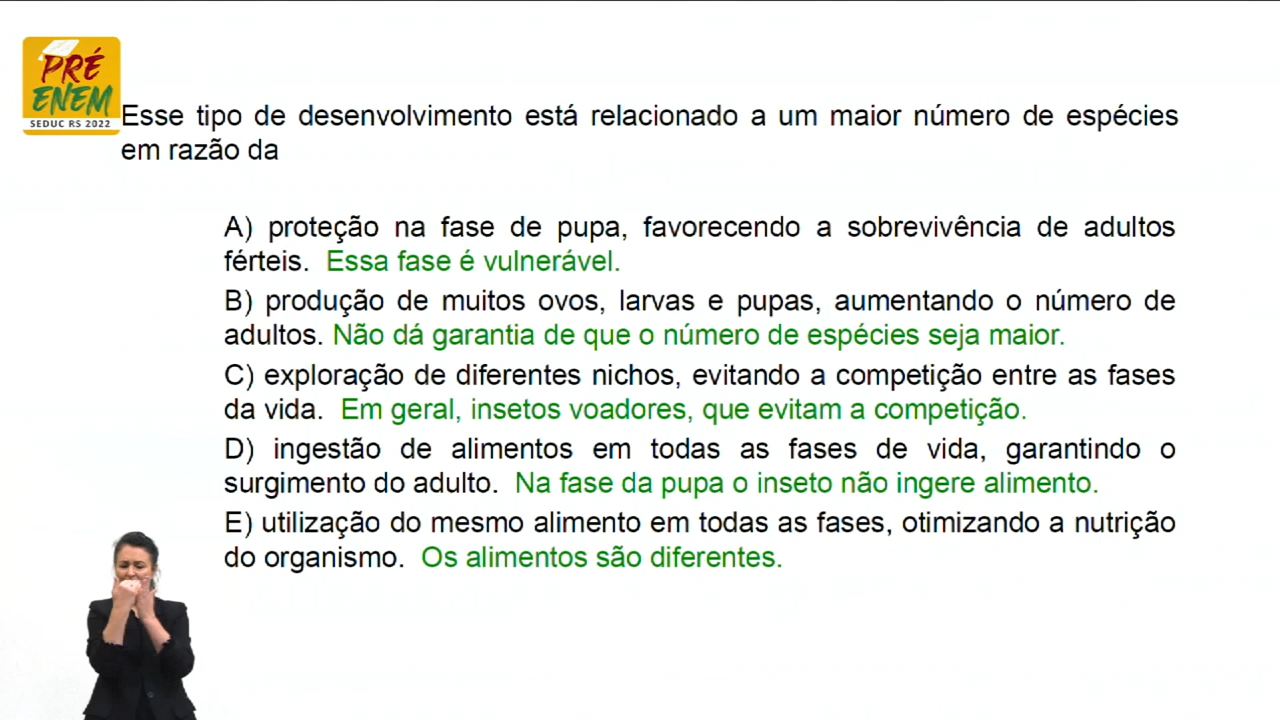 PRÉ
ENEM
SEDUC RS 2022
Esse tipo de desenvolvimento está relacionado a um maior número de espécies
em razão da
A) proteção na fase de pupa, favorecendo a sobrevivência de adultos
férteis. Essa fase é vulnerável.
B) produção de muitos ovos, larvas e pupas, aumentando o número de
adultos. Não dá garantia de que o número de espécies seja maior.
C) exploração de diferentes nichos, evitando a competição entre as fases
da vida. Em geral, insetos voadores, que evitam a competição.
D) ingestão de alimentos em todas as fases de vida, garantindo o
surgimento do adulto. Na fase da pupa o inseto não ingere alimento.
E) utilização do mesmo alimento em todas as fases, otimizando a nutrição
do organismo. Os alimentos são diferentes.